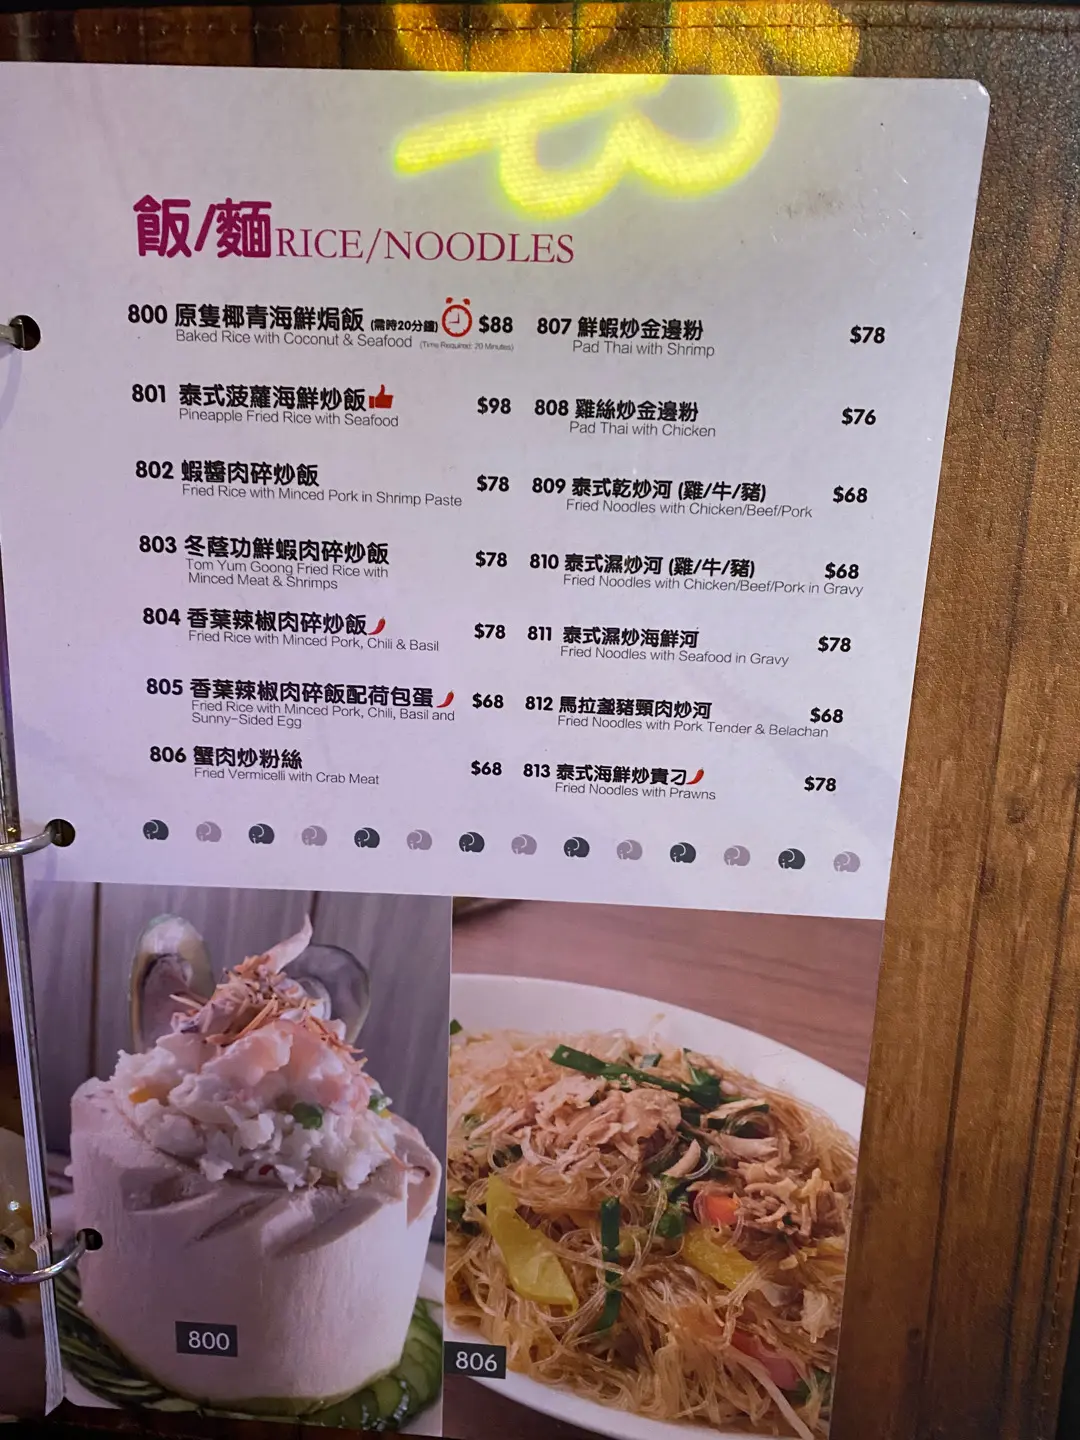 飯/麵RICE/NOODLES
800 原隻椰青海鮮焗飯 (需時20分鐘) $88
Baked Rice with Coconut & Seafood (Time Required: 20 Minutes)
801 泰式菠蘿海鮮炒飯 $98
Pineapple Fried Rice with Seafood
802 蝦醬肉碎炒飯 $78
Fried Rice with Minced Pork in Shrimp Paste
803 冬蔭功鮮蝦肉碎炒飯 $78
Tom Yum Goong Fried Rice with
Minced Meat & Shrimps
804 香葉辣椒肉碎炒飯 $78
Fried Rice with Minced Pork, Chili & Basil
805 香葉辣椒肉碎飯配荷包蛋 $68
Fried Rice with Minced Pork, Chili, Basil and
Sunny-Sided Egg
806 蟹肉炒粉絲 $68
Fried Vermicelli with Crab Meat
807 鮮蝦炒金邊粉 $78
Pad Thai with Shrimp
808 雞絲炒金邊粉 $76
Pad Thai with Chicken
809 泰式乾炒河 (雞/牛/豬) $68
Fried Noodles with Chicken/Beef/Pork
810 泰式濕炒河 (雞/牛/豬) $68
Fried Noodles with Chicken/Beef/Pork in Gravy
811 泰式濕炒海鮮河 $78
Fried Noodles with Seafood in Gravy
812 馬拉盞豬頸肉炒河 $68
Fried Noodles with Pork Tender & Belachan
813 泰式海鮮炒貴刁 $78
Fried Noodles with Prawns
800
806